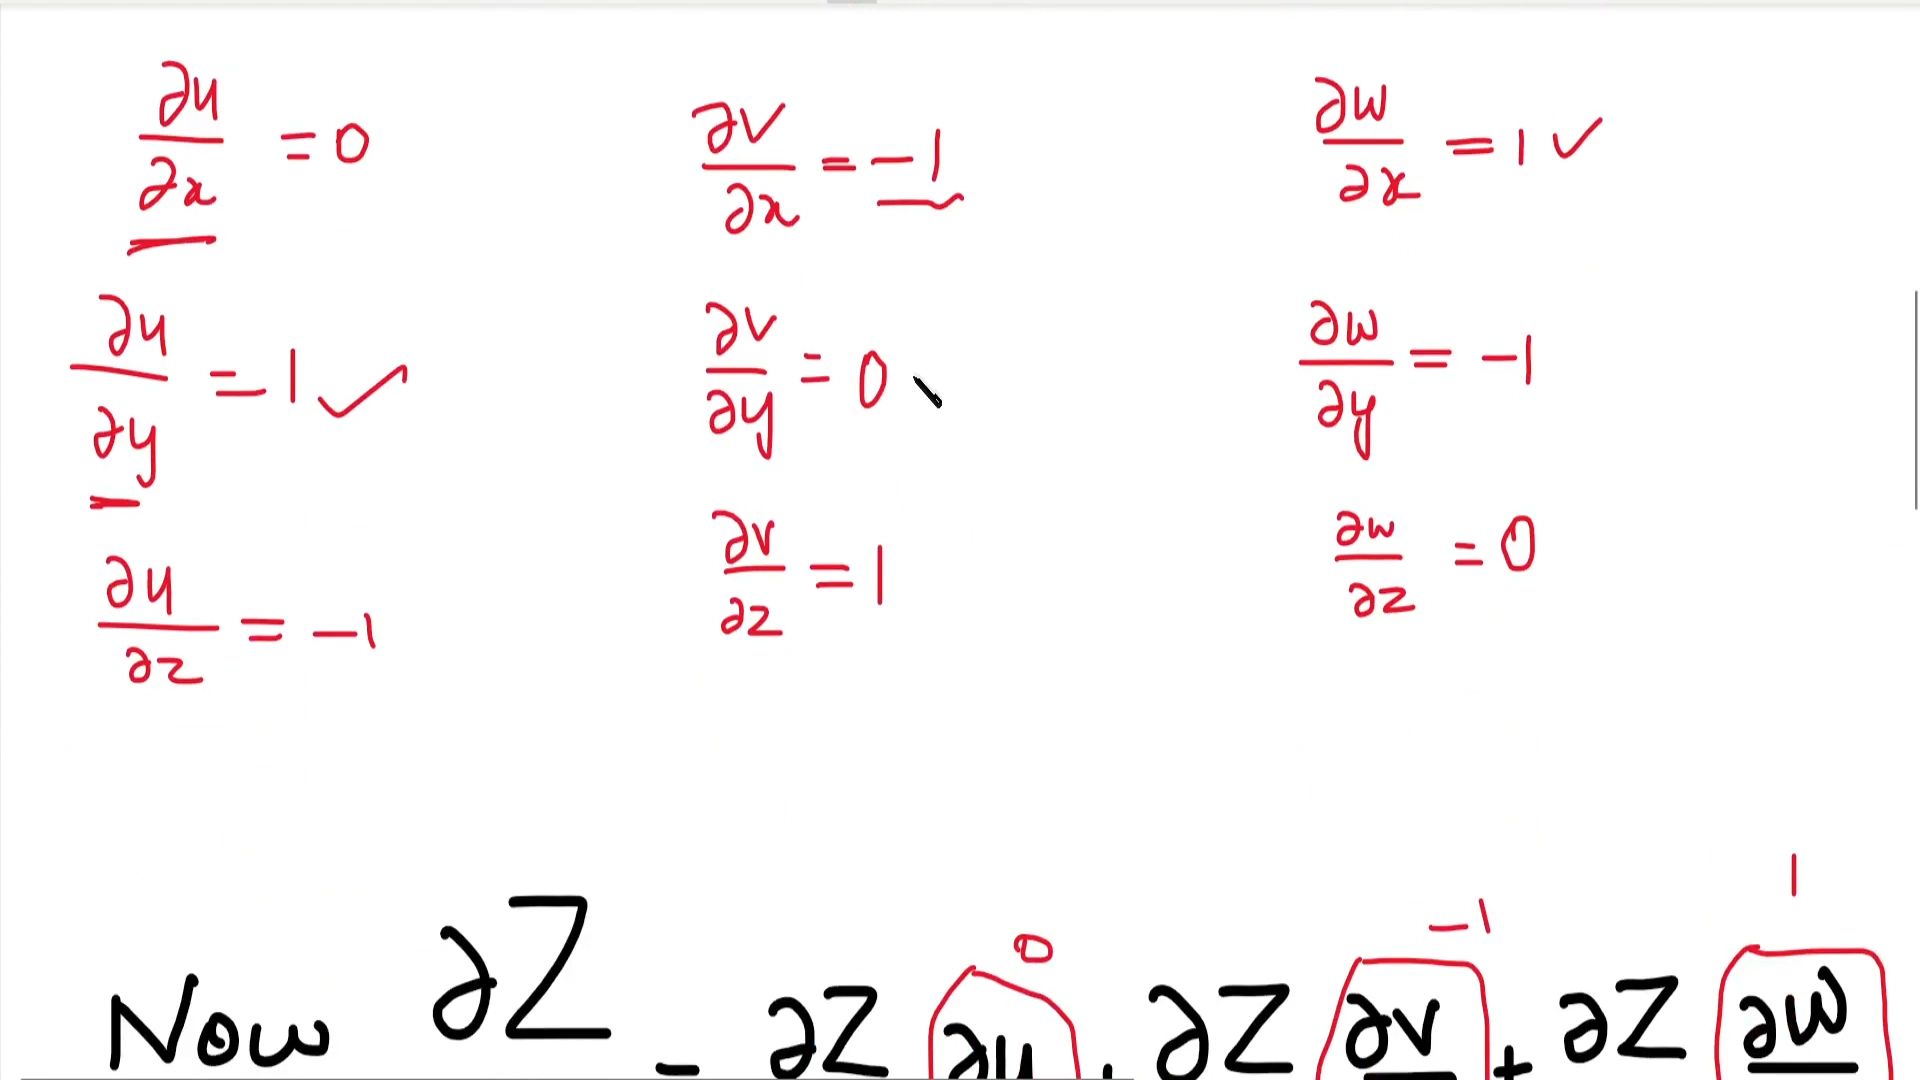 ∂u/∂x = 0    ∂v/∂x = -1    ∂w/∂x = 1 ✓
∂u/∂y = 1 ✓    ∂v/∂y = 0    ∂w/∂y = -1
∂u/∂z = -1    ∂v/∂z = 1    ∂w/∂z = 0
0    -1    1
Now ∂Z = ∂Z ∂u + ∂Z ∂v + ∂Z ∂w